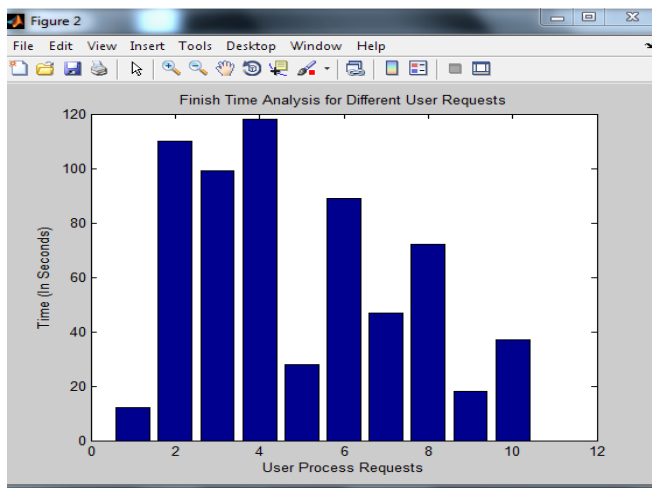 Figure 2
File Edit View Insert Tools Desktop Window Help
Finish Time Analysis for Different User Requests
120
100
80
60
40
20
0
Time (In Seconds)
0 2 4 6 8 10 12
User Process Requests